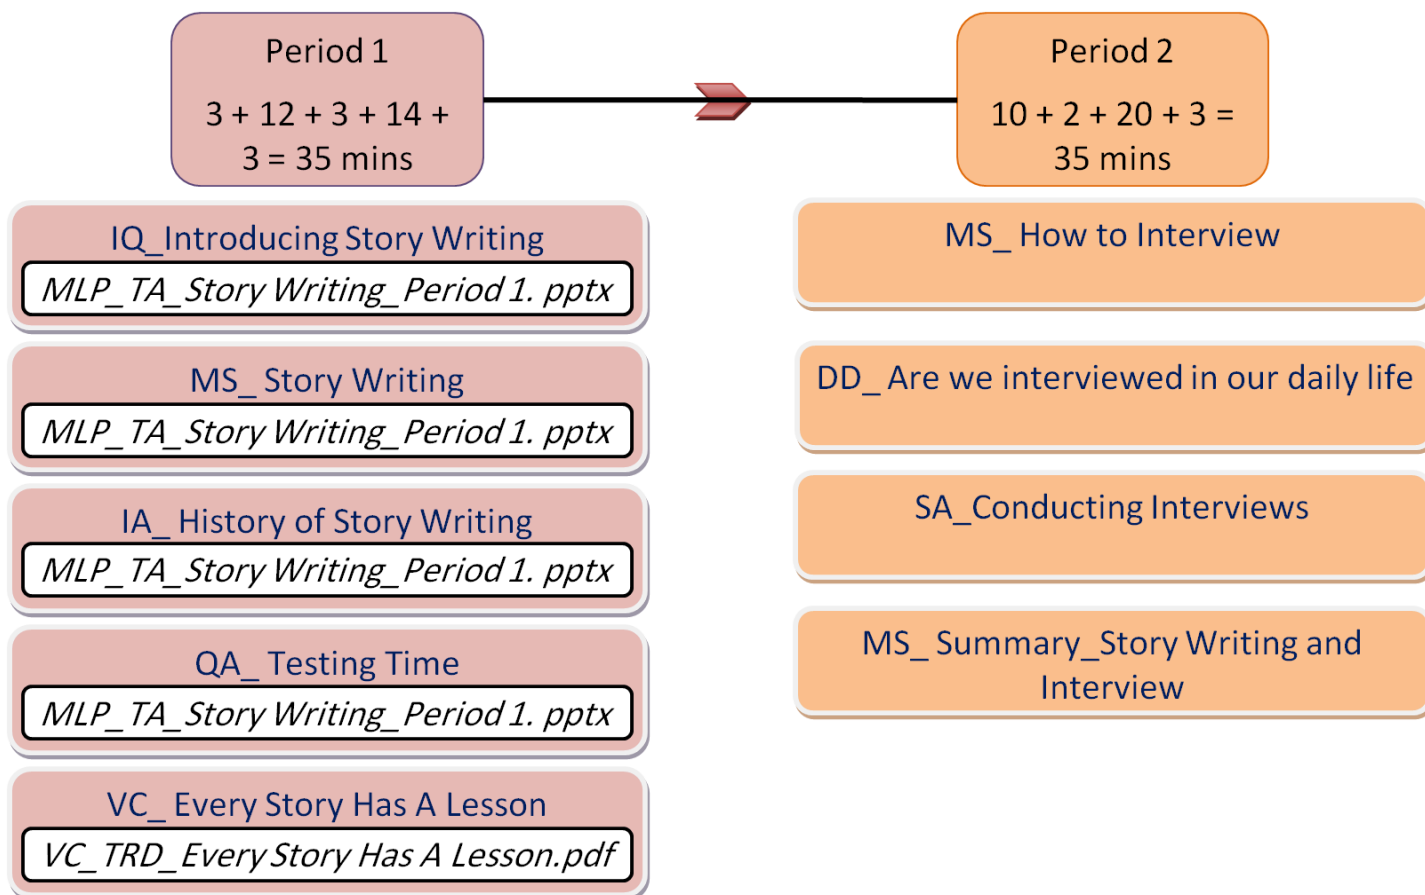 Period 1
3 + 12 + 3 + 14 +
3 = 35 mins
IQ_Introducing Story Writing
MLP_TA_Story Writing_Period 1. pptx
MS_ Story Writing
MLP_TA_Story Writing_Period 1. pptx
IA_ History of Story Writing
MLP_TA_Story Writing_Period 1. pptx
QA_ Testing Time
MLP_TA_Story Writing_Period 1. pptx
VC_ Every Story Has A Lesson
VC_TRD_Every Story Has A Lesson.pdf
Period 2
10 + 2 + 20 + 3 =
35 mins
MS_ How to Interview
DD_ Are we interviewed in our daily life
SA_Conducting Interviews
MS_ Summary_Story Writing and
Interview